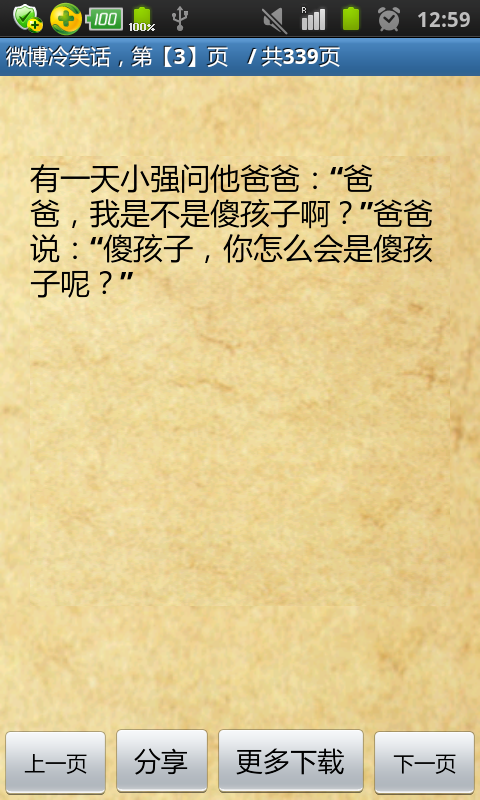 100
100%
R
12:59
微博冷笑话，第【3】页 / 共339页
有一天小强问他爸爸：“爸
爸，我是不是傻孩子啊？”爸爸
说：“傻孩子，你怎么会是傻孩
子呢？”
上一页 分享 更多下载 下一页